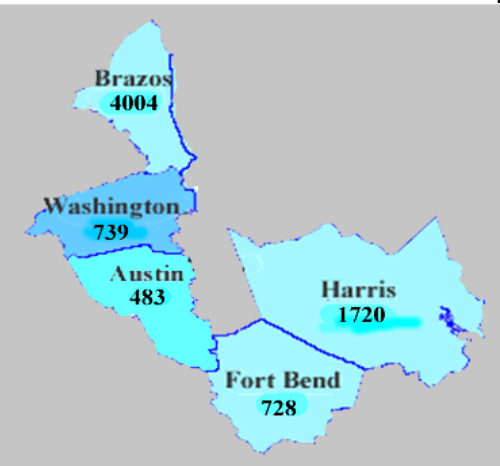 Brazos
4004
Washington
739
Austin
483
Harris
1720
Fort Bend
728